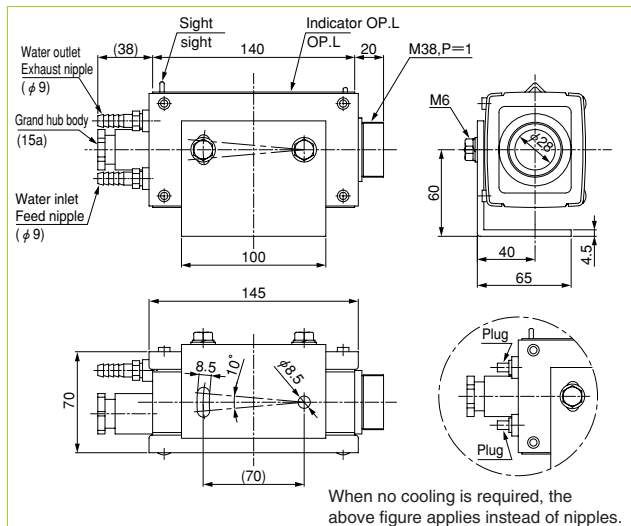 Sight
sight
Indicator OP.L
OP.L
(38)
140
20
M38,P=1
Water outlet
Exhaust nipple
(φ9)
Grand hub body
(15a)
Water inlet
Feed nipple
(φ9)
100
M6
φ28
60
40
65
4.5
145
70
8.5
10°
φ8.5
(70)
Plug
Plug
When no cooling is required, the
above figure applies instead of nipples.